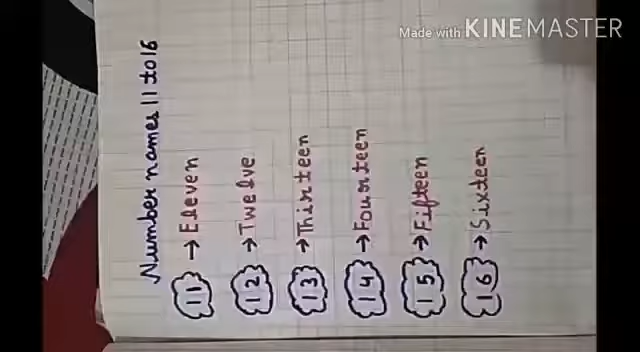 Made with KINEMASTER
Number names 11 to 16
11 → Eleven
12 → Twelve
13 → Thirteen
14 → Fourteen
15 → Fifteen
16 → Sixteen